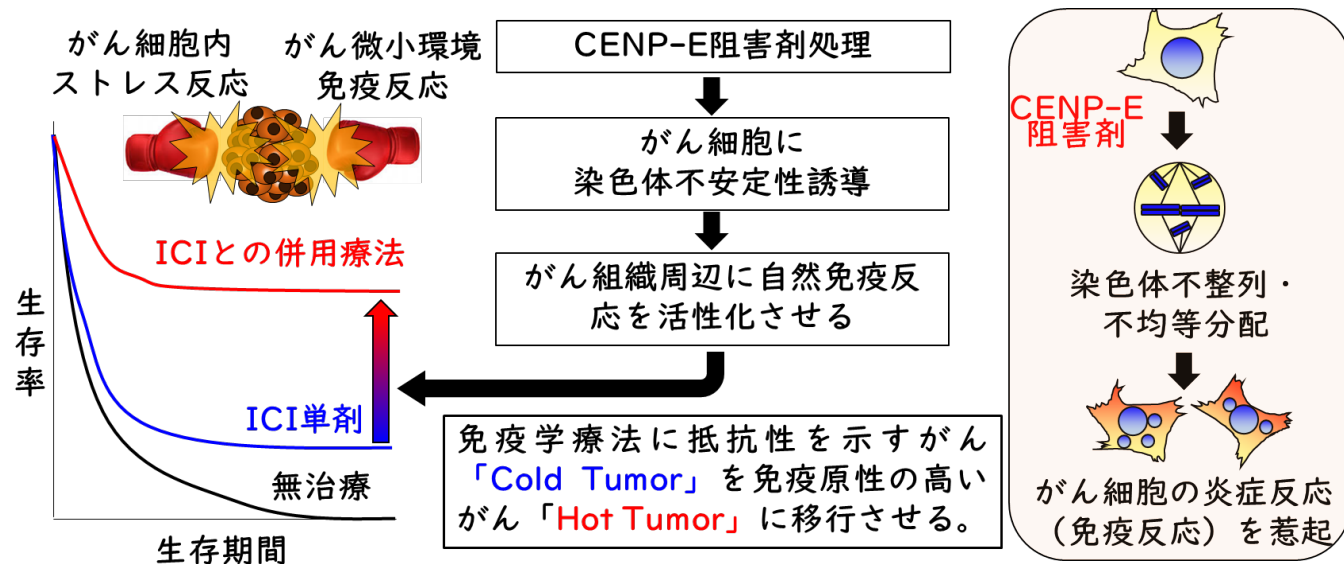 がん細胞内
ストレス反応
がん微小環境
免疫反応
生存率
ICIとの併用療法
ICI単剤
無治療
生存期間
CENP-E阻害剤処理
がん細胞に
染色体不安定性誘導
がん組織周辺に自然免疫反
応を活性化させる
免疫学療法に抵抗性を示すがん
「Cold Tumor」を免疫原性の高い
がん「Hot Tumor」に移行させる。
CENP-E
阻害剤
染色体不整列・
不均等分配
がん細胞の炎症反応
（免疫反応）を惹起